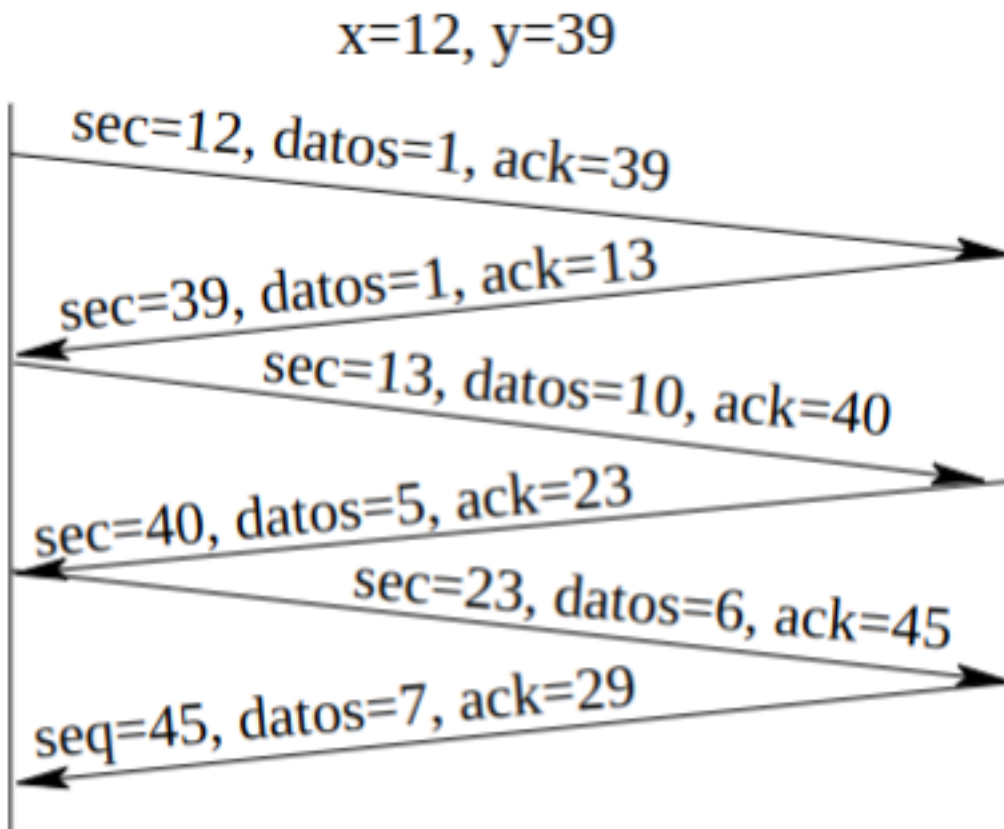 x=12, y=39
sec=12, datos=1, ack=39
sec=39, datos=1, ack=13
sec=13, datos=10, ack=40
sec=40, datos=5, ack=23
sec=23, datos=6, ack=45
seq=45, datos=7, ack=29